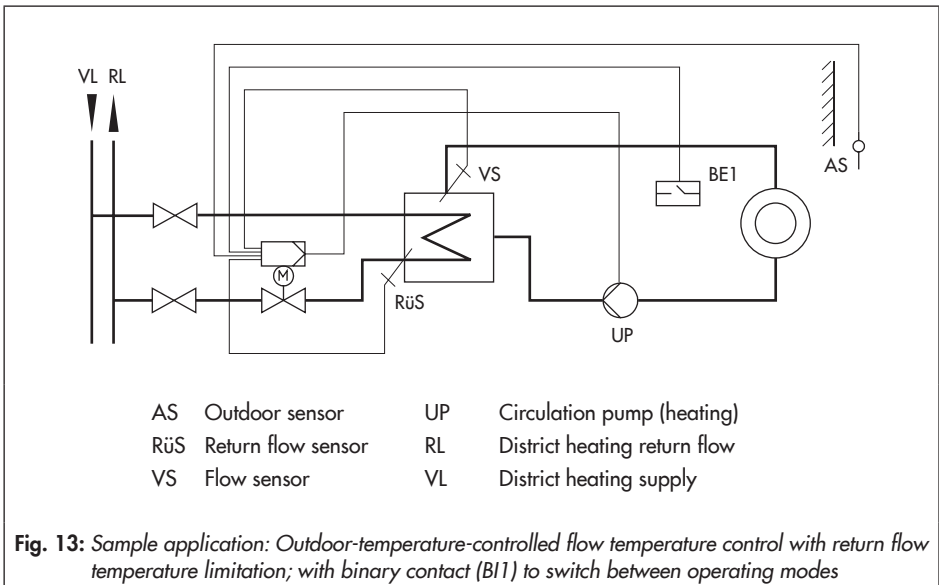 VL RL
VS
BE1
AS
M
RüS
UP
AS Outdoor sensor UP Circulation pump (heating)
RüS Return flow sensor RL District heating return flow
VS Flow sensor VL District heating supply
Fig. 13: Sample application: Outdoor-temperature-controlled flow temperature control with return flow
temperature limitation; with binary contact (BI1) to switch between operating modes